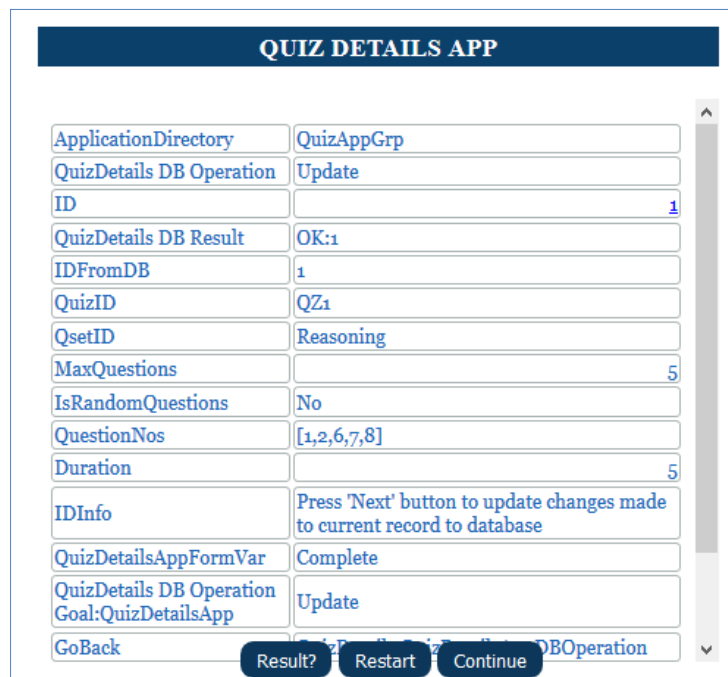 QUIZ DETAILS APP
ApplicationDirectory QuizAppGrp
QuizDetails DB Operation Update
ID 1
QuizDetails DB Result OK:1
IDFromDB 1
QuizID QZ1
QsetID Reasoning
MaxQuestions 5
IsRandomQuestions No
QuestionNos [1,2,6,7,8]
Duration 5
IDInfo Press 'Next' button to update changes made
to current record to database
QuizDetailsAppFormVar Complete
QuizDetails DB Operation
Goal:QuizDetailsApp Update
GoBack DBOperation
Result? Restart Continue